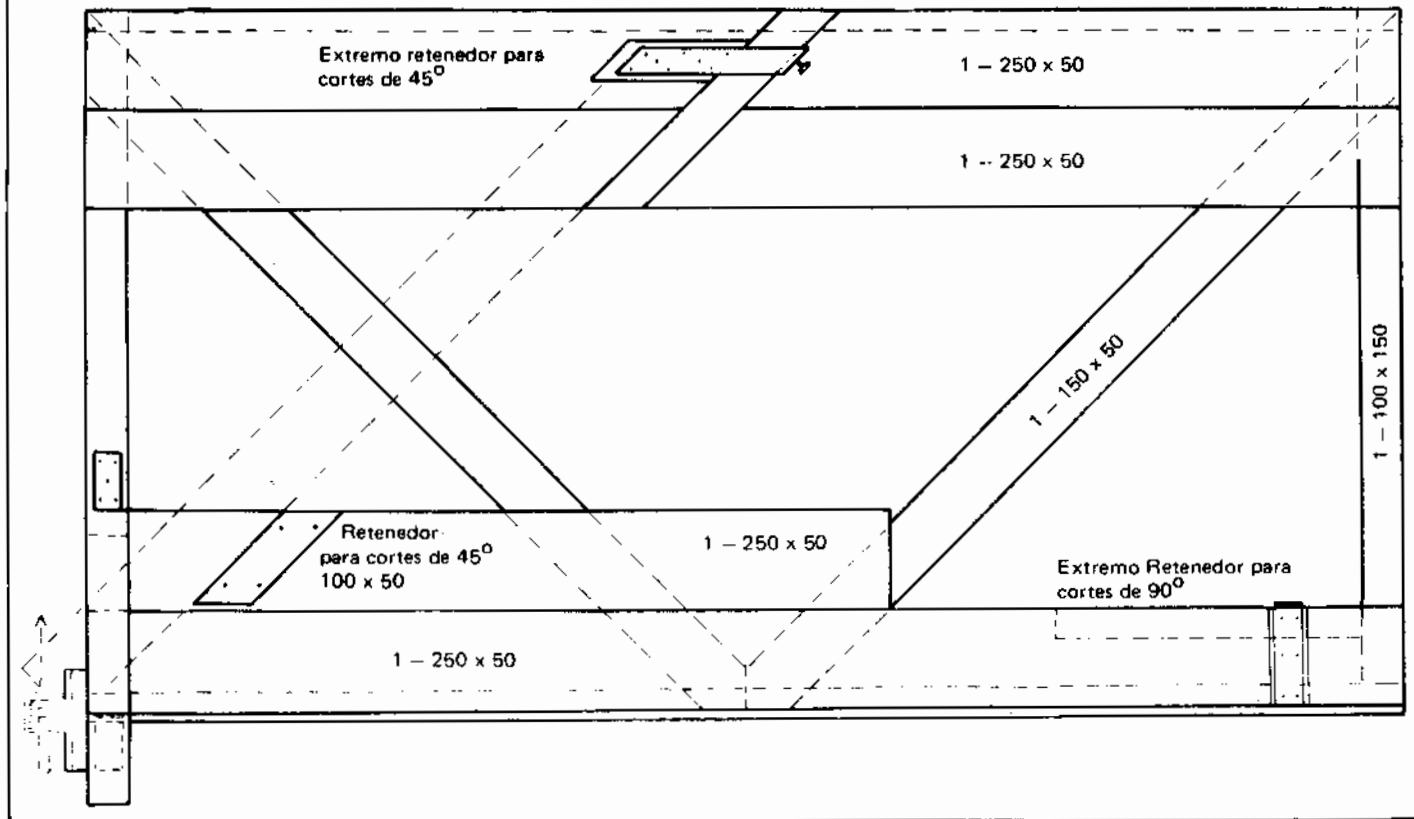 Extremo retenedor para
cortes de 45°
1 – 250 x 50
1 -- 250 x 50
1 – 150 x 50
1 – 100 x 150
Retenedor
para cortes de 45°
100 x 50
1 – 250 x 50
Extremo Retenedor para
cortes de 90°
1 – 250 x 50